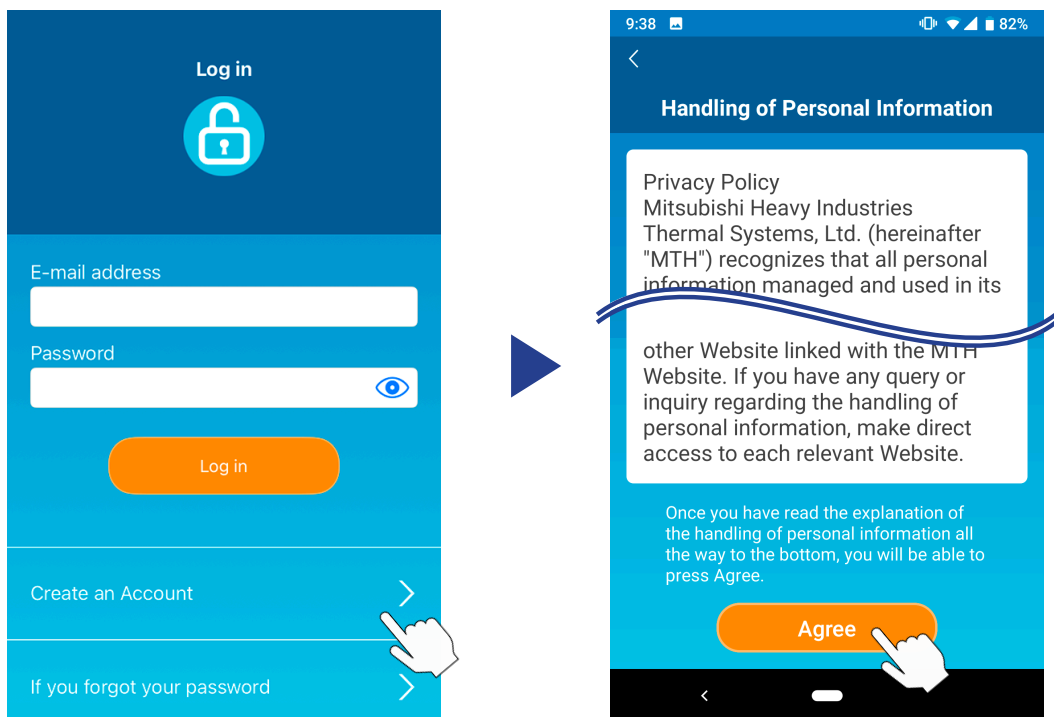 Log in
E-mail address
Password
Log in
Create an Account
If you forgot your password
9:38
82%
Handling of Personal Information
Privacy Policy
Mitsubishi Heavy Industries
Thermal Systems, Ltd. (hereinafter
"MTH") recognizes that all personal
information managed and used in its
other Website linked with the MTH
Website. If you have any query or
inquiry regarding the handling of
personal information, make direct
access to each relevant Website.
Once you have read the explanation of
the handling of personal information all
the way to the bottom, you will be able to
press Agree.
Agree